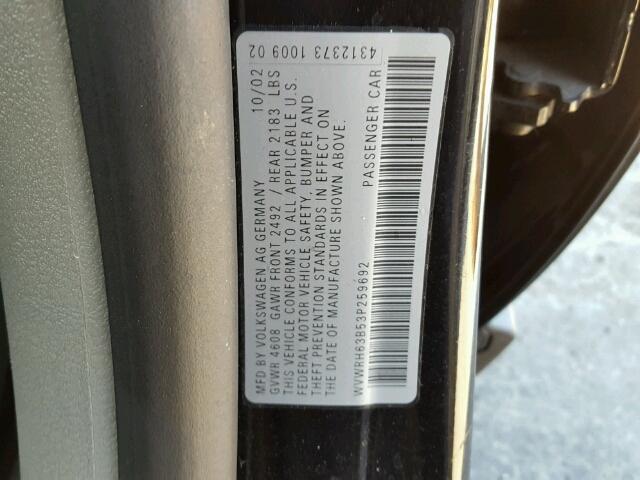 4312373 1009 02
MFD BY VOLKSWAGEN AG GERMANY 10/02
GVWR 4608 GAWR FRONT 2492 / REAR 2183 LBS
THIS VEHICLE CONFORMS TO ALL APPLICABLE U.S.
FEDERAL MOTOR VEHICLE SAFETY, BUMPER AND
THEFT PREVENTION STANDARDS IN EFFECT ON
THE DATE OF MANUFACTURE SHOWN ABOVE.
WVWRH63B53P259692 PASSENGER CAR